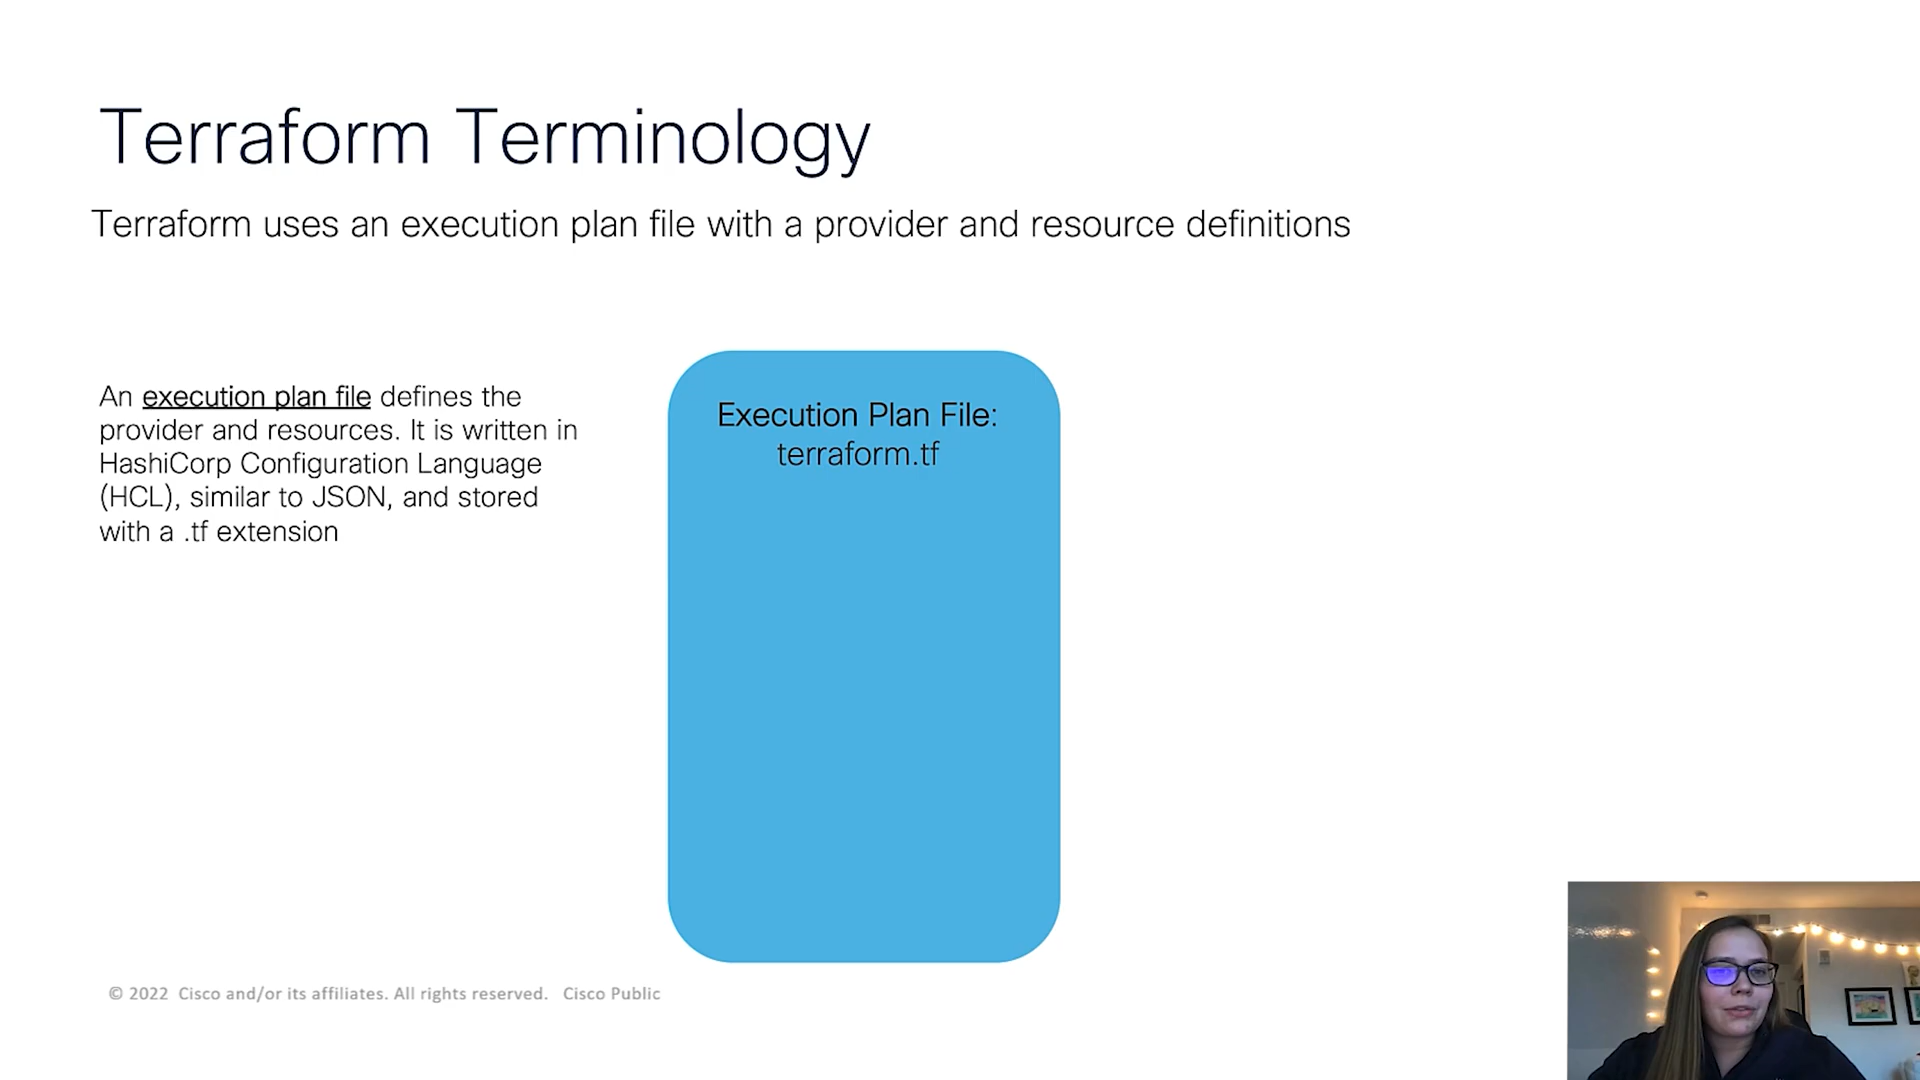 Terraform Terminology
Terraform uses an execution plan file with a provider and resource definitions
An execution plan file defines the
provider and resources. It is written in
HashiCorp Configuration Language
(HCL), similar to JSON, and stored
with a .tf extension
Execution Plan File:
terraform.tf
© 2022 Cisco and/or its affiliates. All rights reserved. Cisco Public